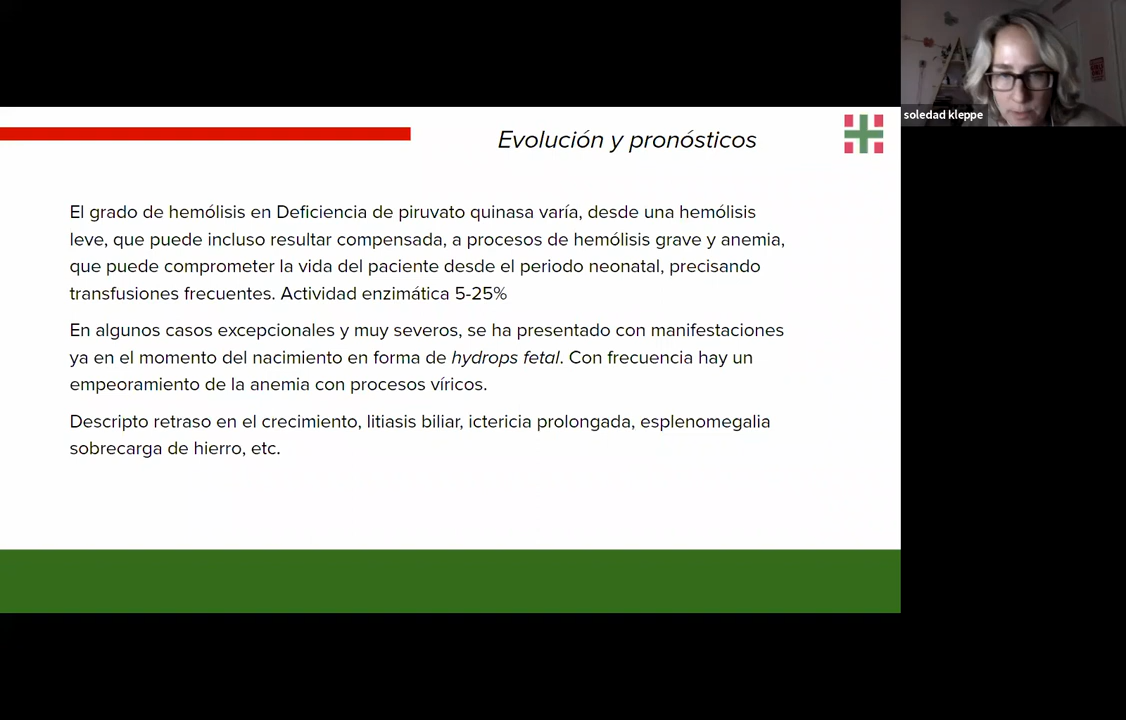 soledad kleppe
Evolución y pronósticos
El grado de hemólisis en Deficiencia de piruvato quinasa varía, desde una hemólisis
leve, que puede incluso resultar compensada, a procesos de hemólisis grave y anemia,
que puede comprometer la vida del paciente desde el periodo neonatal, precisando
transfusiones frecuentes. Actividad enzimática 5-25%
En algunos casos excepcionales y muy severos, se ha presentado con manifestaciones
ya en el momento del nacimiento en forma de hydrops fetal. Con frecuencia hay un
empeoramiento de la anemia con procesos víricos.
Descripto retraso en el crecimiento, litiasis biliar, ictericia prolongada, esplenomegalia
sobrecarga de hierro, etc.